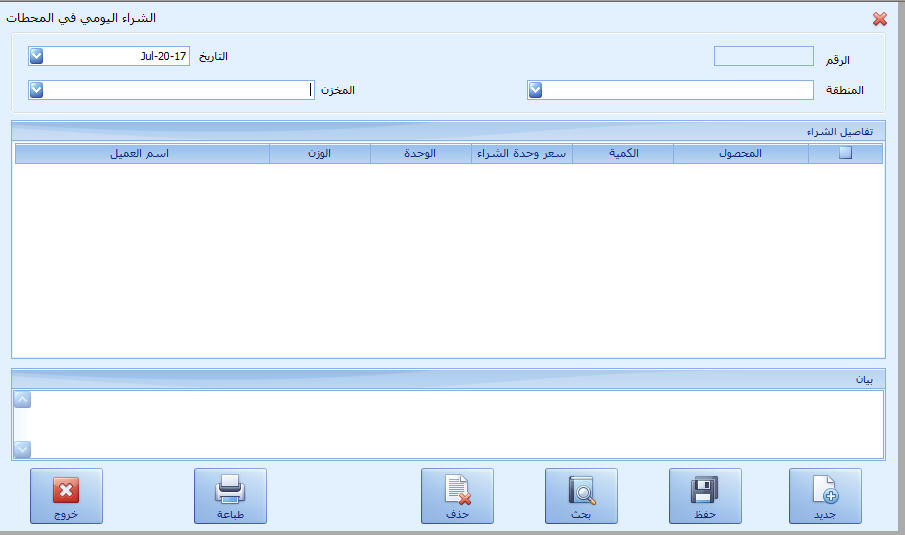 الشراء اليومي في المحطات
الرقم
التاريخ 17-Jul-20
المنطقة
المخزن
تفاصيل الشراء
المحصول الكمية سعر وحدة الشراء الوحدة الوزن اسم العميل
بيان
جديد حفظ بحث حذف طباعة خروج